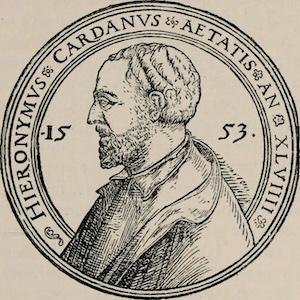 HIERONYMVS CARDANVS AETATIS AN XLVIIII
·15 53·